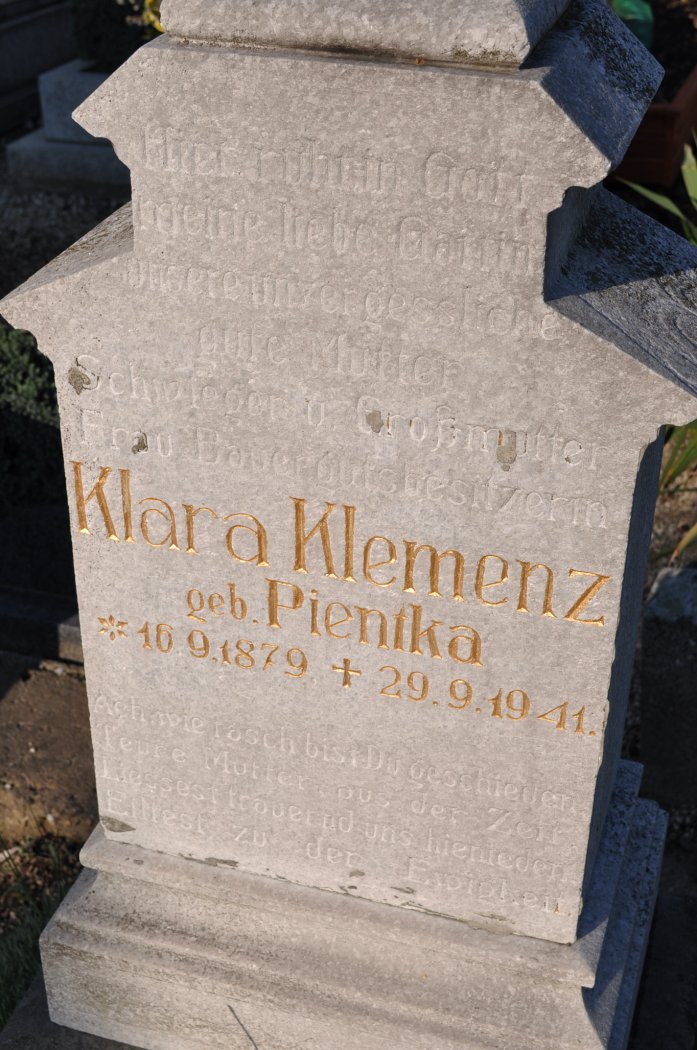 Hier ruht in Gott
meine liebe Gattin
unsere unvergessliche
gute Mutter
Schwieger u. Großmutter
Frau Bauergutsbesitzerin
Klara Klemenz
geb. Pientka
* 16.9.1879. + 29.9.1941.
Ach, wie rasch bist Du geschieden
Teure Mutter, aus der Zeit
Liessest trauernd uns hienieden
Eiltest zu der Ewigkeit.